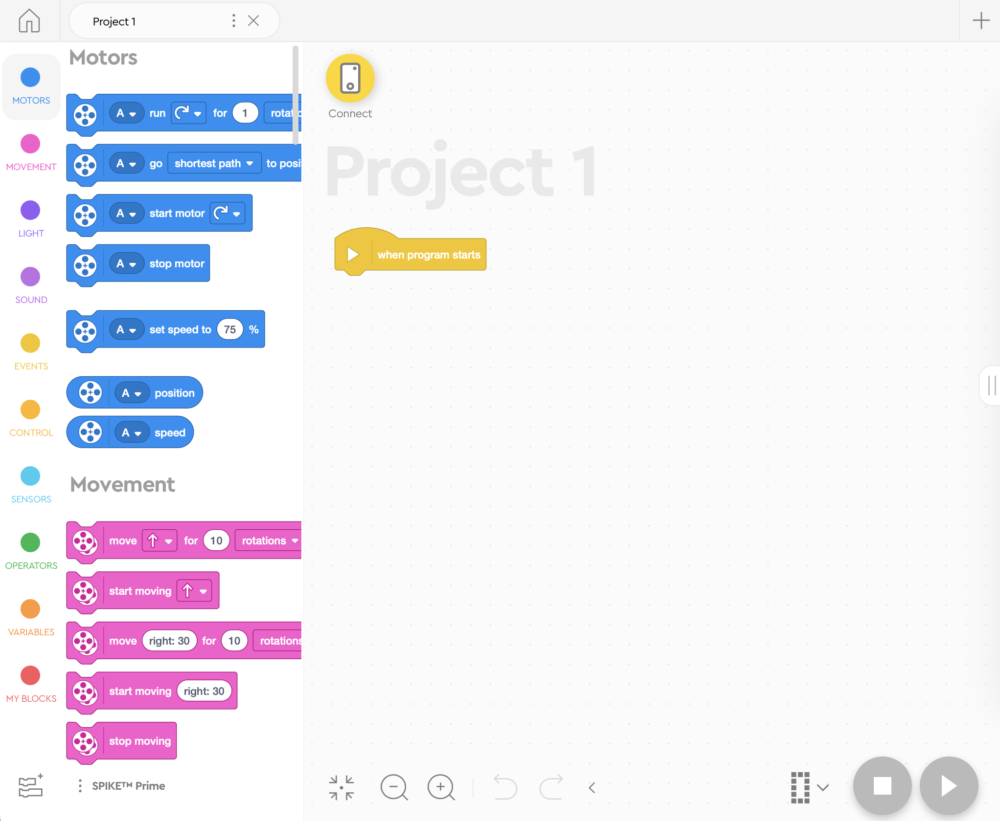 Project 1
Motors
MOTORS
MOVEMENT
LIGHT
SOUND
EVENTS
CONTROL
SENSORS
OPERATORS
VARIABLES
MY BLOCKS
A run for 1
A go shortest path to
A start motor
A stop motor
A set speed to 75 %
A position
A speed
Movement
move for 10 rotations
start moving
move right: 30 for 10 rotations
start moving right: 30
stop moving
SPIKE™ Prime
Connect
Project 1
when program starts